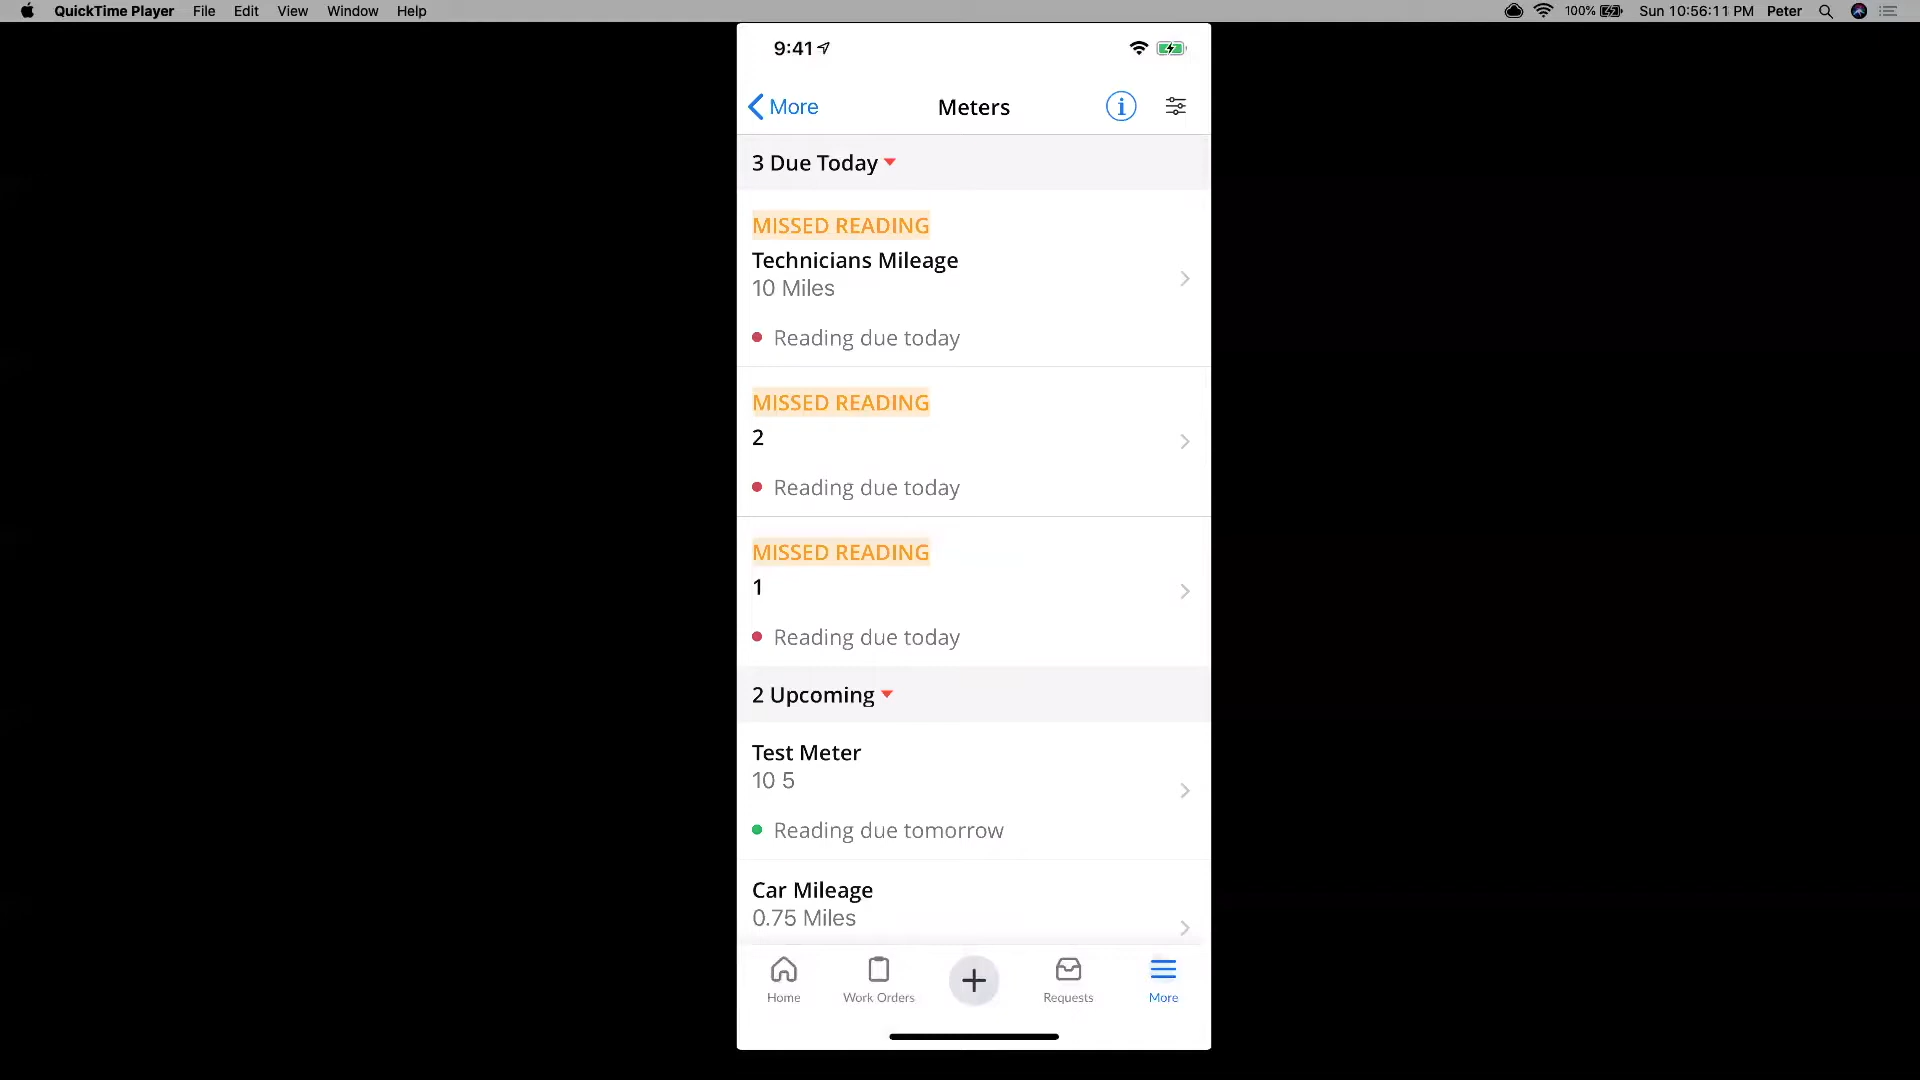 QuickTime Player File Edit View Window Help 100% Sun 10:56:11 PM Peter
9:41
More Meters
3 Due Today
MISSED READING
Technicians Mileage
10 Miles
Reading due today
MISSED READING
2
Reading due today
MISSED READING
1
Reading due today
2 Upcoming
Test Meter
10 5
Reading due tomorrow
Car Mileage
0.75 Miles
Home Work Orders Requests More